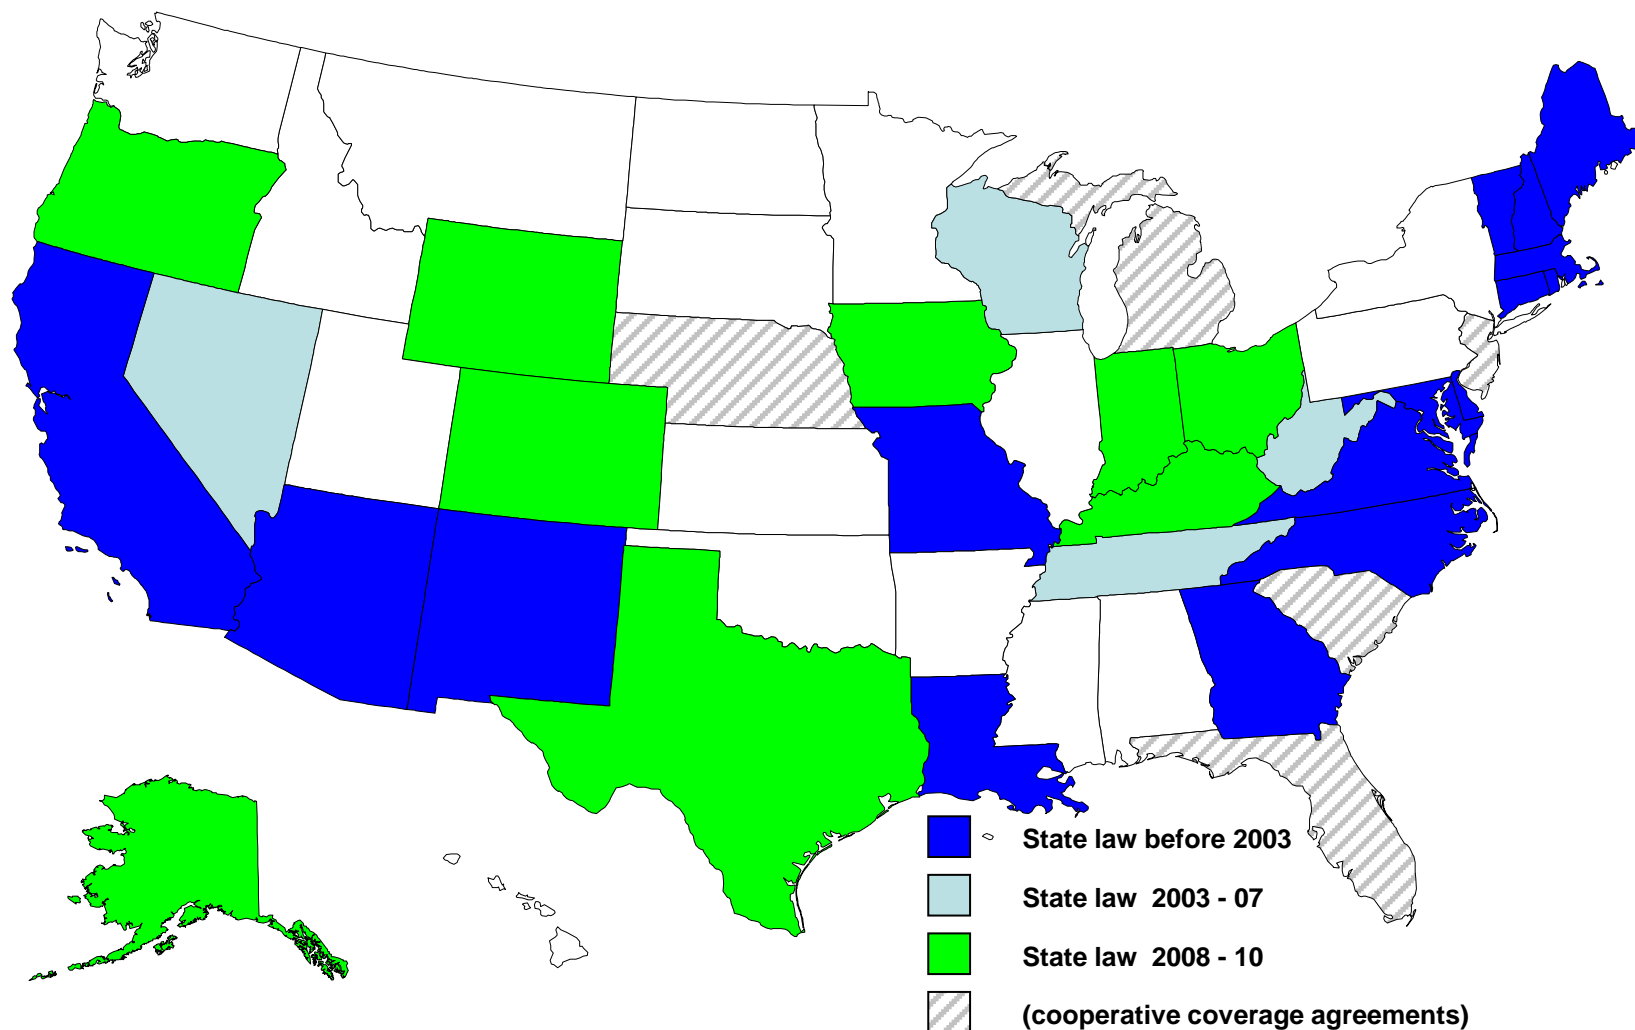 State law before 2003
State law 2003 - 07
State law 2008 - 10
(cooperative coverage agreements)